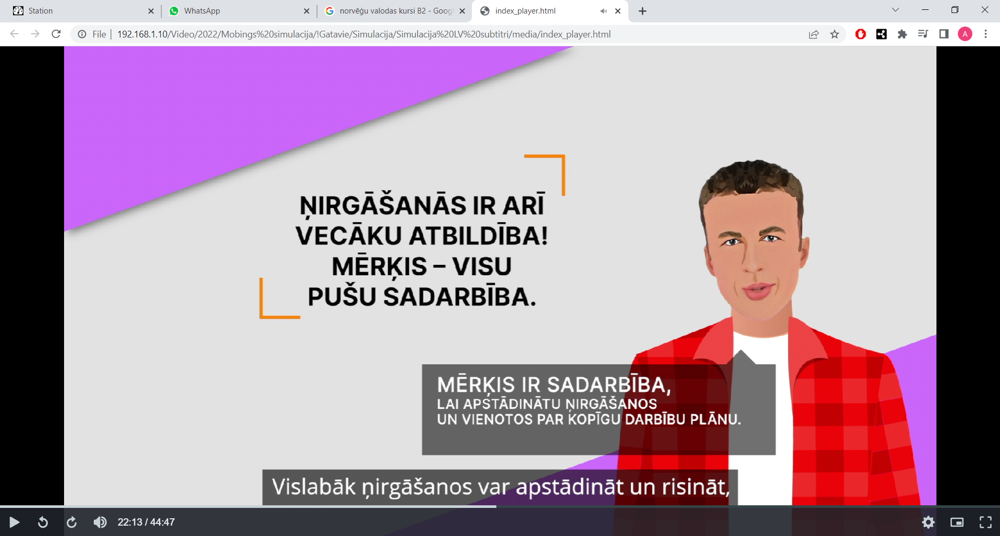 Station
WhatsApp
norvēģu valodas kursi B2 - Goog
index_player.html
File
192.168.1.10/Video/2022/Mobings%20simulacija/!Gatavie/Simulacija/Simulacija%20LV%20subtitri/media/index_player.html
A
ŅIRGĀŠANĀS IR ARĪ
VECĀKU ATBILDĪBA!
MĒRĶIS – VISU
PUŠU SADARBĪBA.
MĒRĶIS IR SADARBĪBA,
LAI APSTĀDINĀTU ŅIRGĀŠANOS
UN VIENOTOS PAR KOPĪGU DARBĪBU PLĀNU.
Vislabāk ņirgāšanos var apstādināt un risināt,
22:13 / 44:47